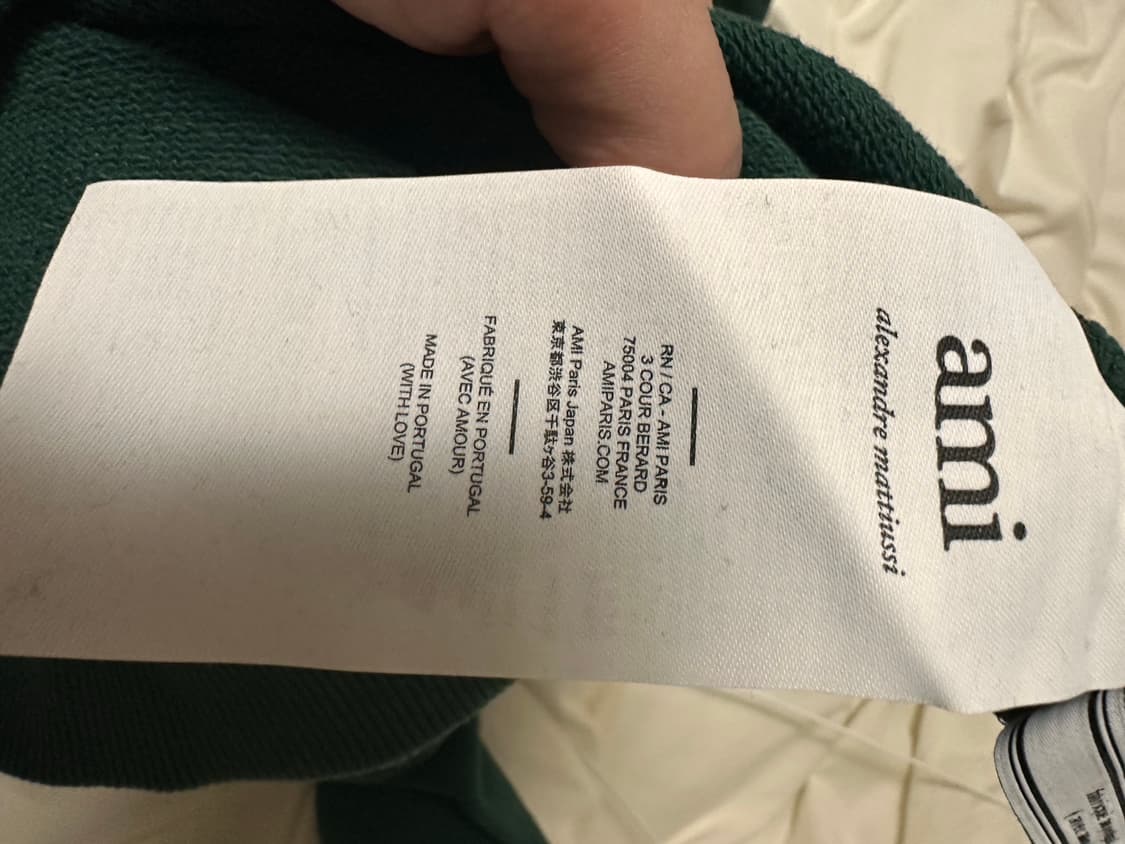 ami
alexandre mattiussi
RN / CA - AMI PARIS
3 COUR BERARD
75004 PARIS FRANCE
AMIPARIS.COM
AMI Paris Japan 株式会社
東京都渋谷区千駄ヶ谷3-59-4
FABRIQUÉ EN PORTUGAL
(AVEC AMOUR)
MADE IN PORTUGAL
(WITH LOVE)